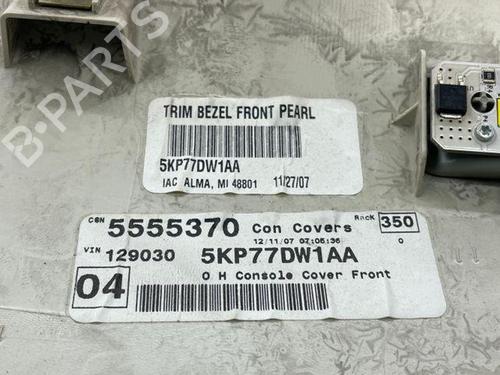 TRIM BEZEL FRONT PEARL
5KP77DW1AA
IAC ALMA, MI 48801 11/27/07
CSN 5555370 Con Covers Rack 350
12/11/07 07:05:36 0
VIN 129030 5KP77DW1AA
04 O H Console Cover Front
B-PARTS